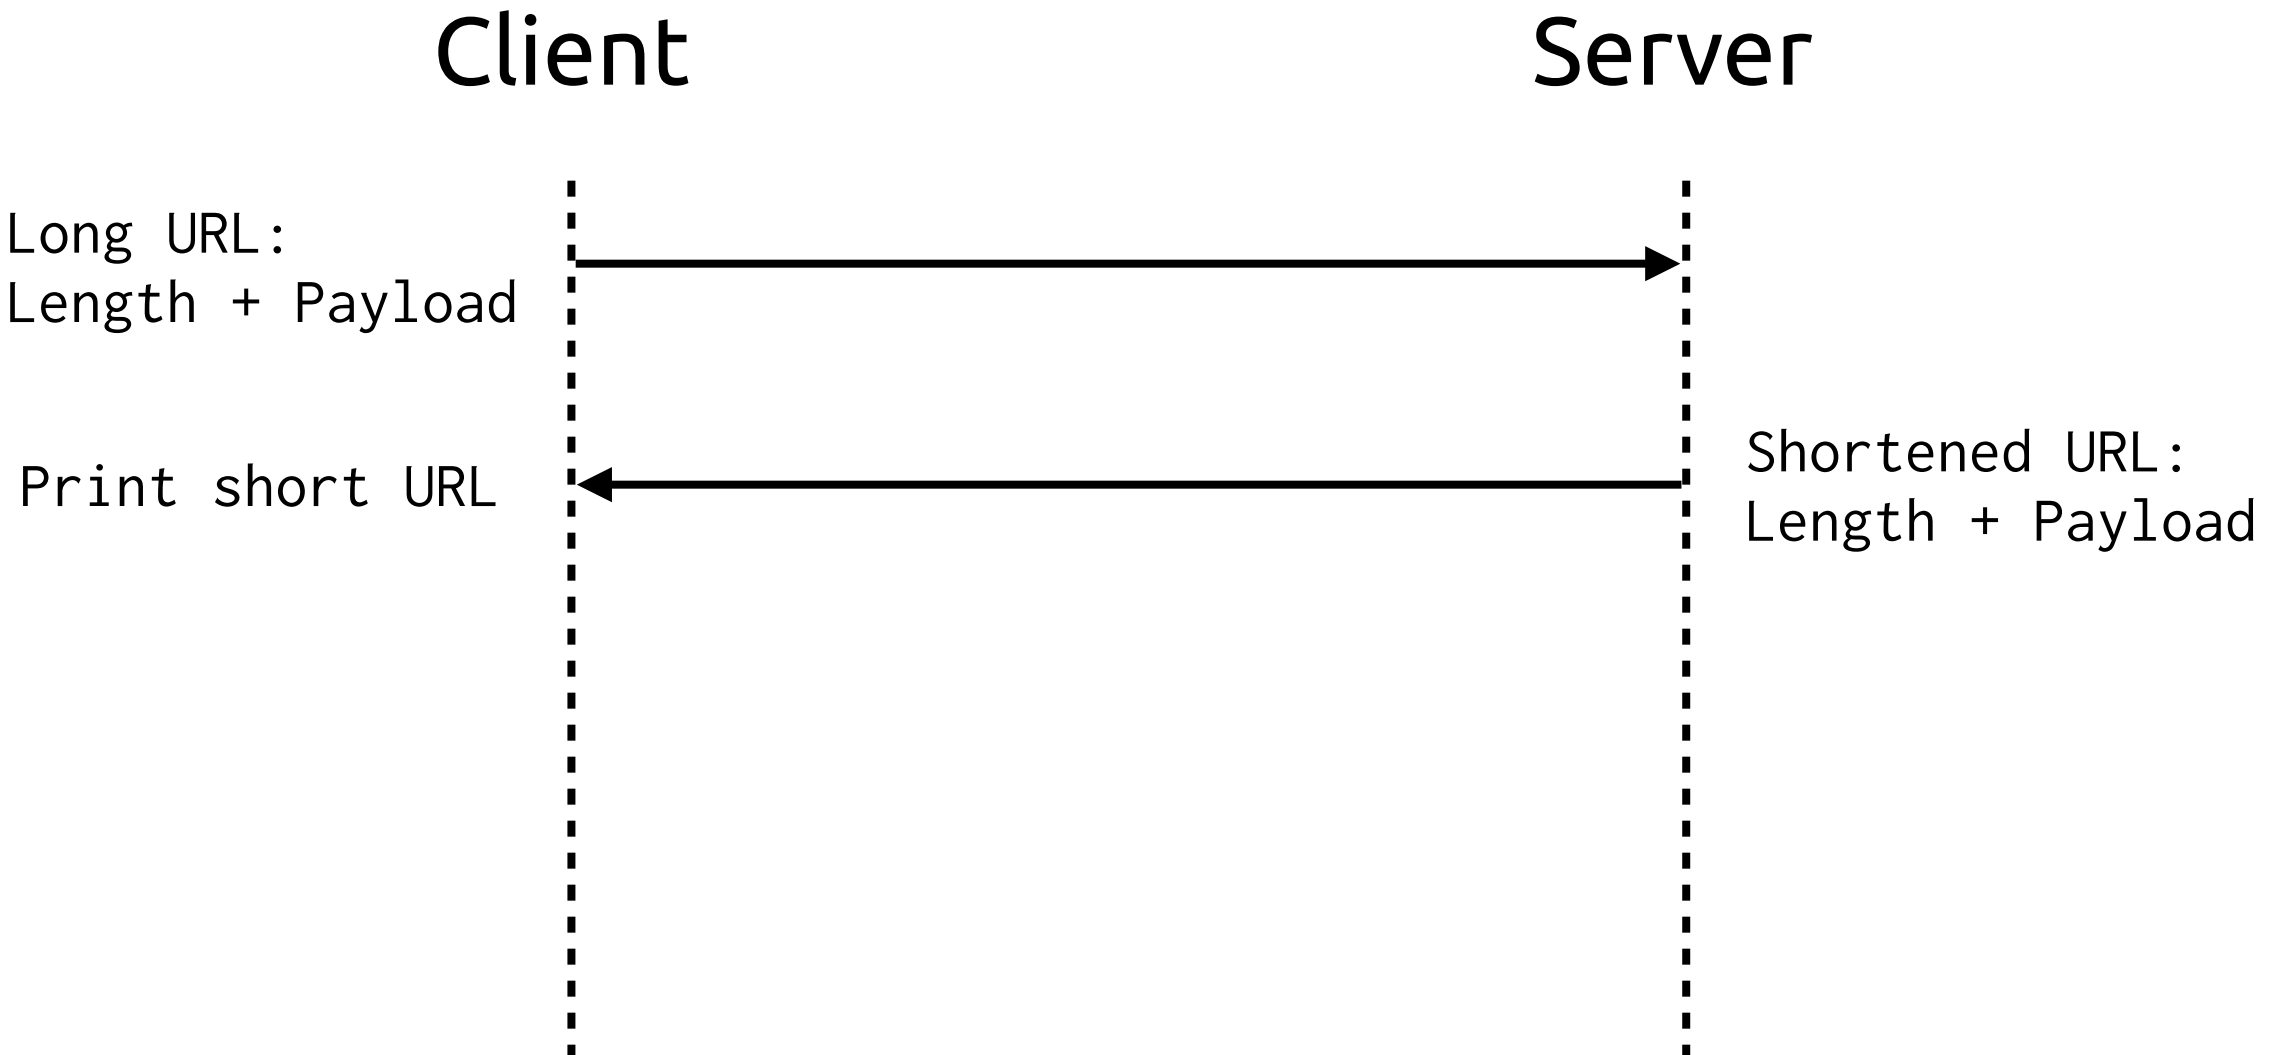 Client
Server
Long URL:
Length + Payload
Shortened URL:
Length + Payload
Print short URL